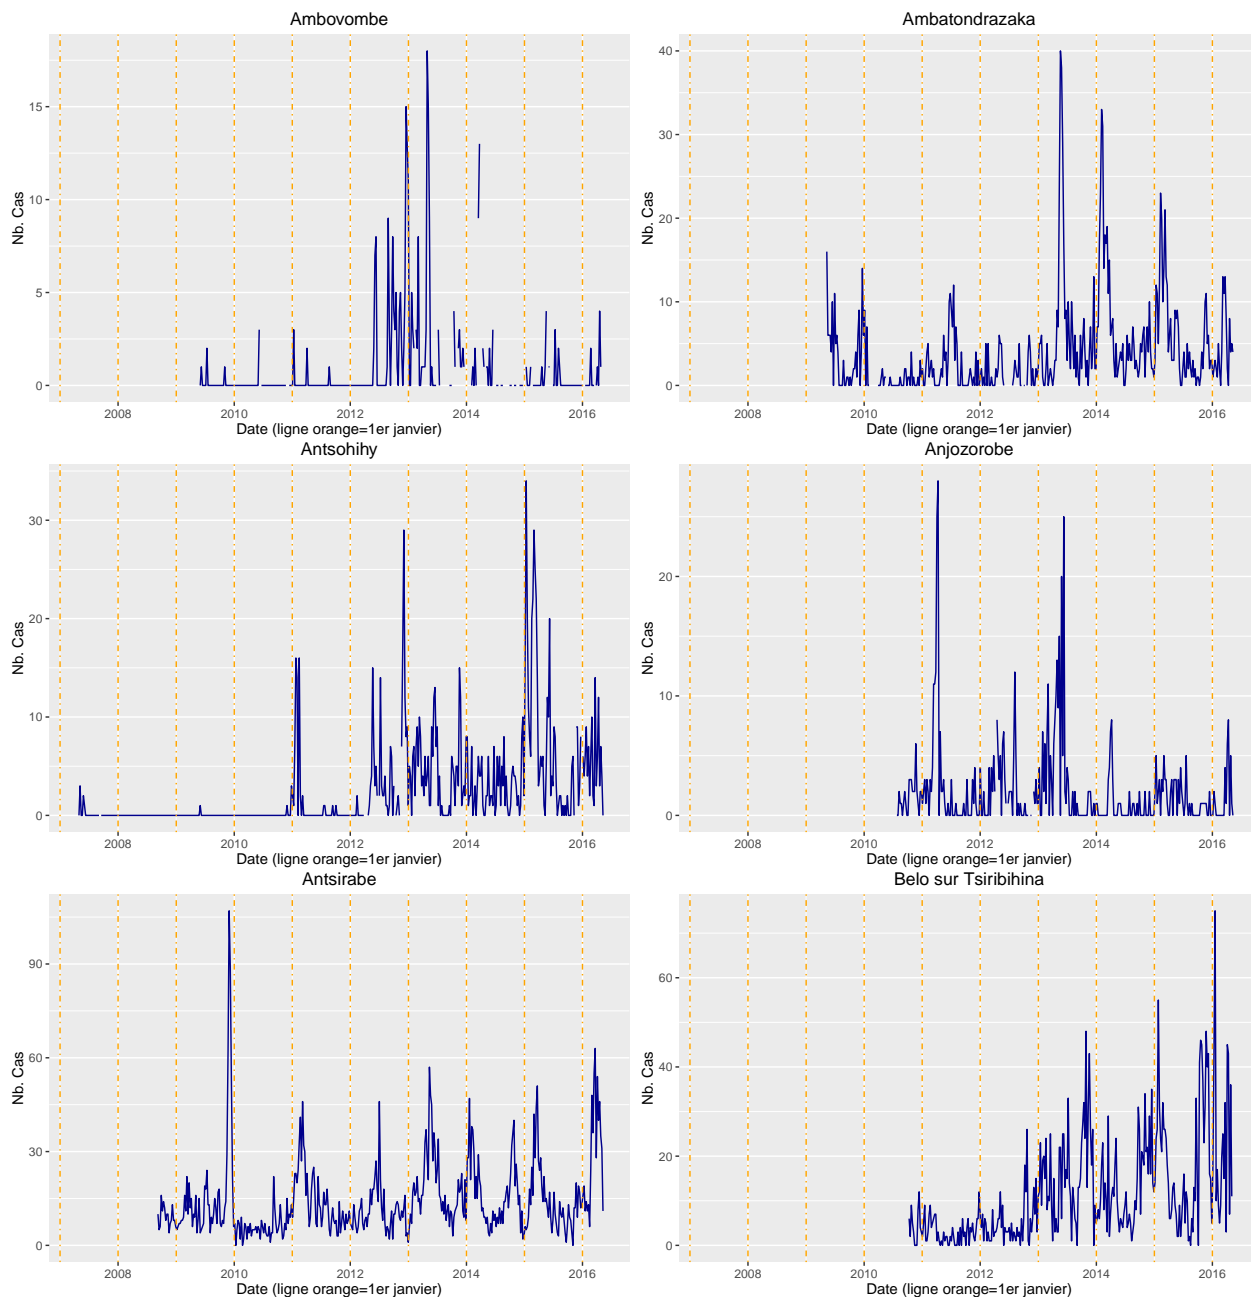 Ambovombe
Nb. Cas
15
10
5
0
2008 2010 2012 2014 2016
Date (ligne orange=1er janvier)
Ambatondrazaka
Nb. Cas
40
30
20
10
0
2008 2010 2012 2014 2016
Date (ligne orange=1er janvier)
Antsohihy
Nb. Cas
30
20
10
0
2008 2010 2012 2014 2016
Date (ligne orange=1er janvier)
Anjozorobe
Nb. Cas
20
10
0
2008 2010 2012 2014 2016
Date (ligne orange=1er janvier)
Antsirabe
Nb. Cas
90
60
30
0
2008 2010 2012 2014 2016
Date (ligne orange=1er janvier)
Belo sur Tsiribihina
Nb. Cas
60
40
20
0
2008 2010 2012 2014 2016
Date (ligne orange=1er janvier)